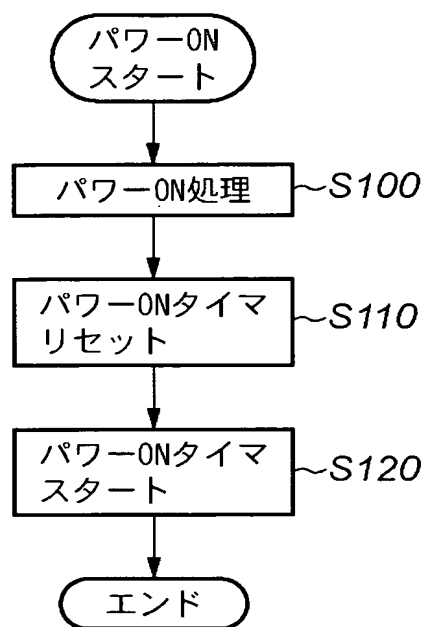 パワーON
スタート
パワーON処理
S100
パワーONタイマ
リセット
S110
パワーONタイマ
スタート
S120
エンド